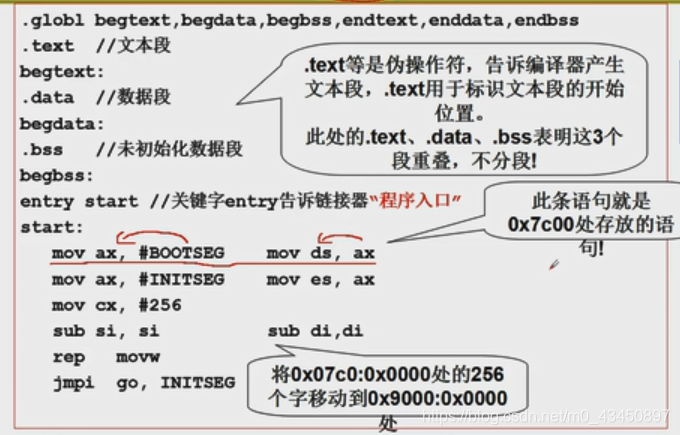 .globl begtext,begdata,begbss,endtext,enddata,endbss
.text //文本段
begtext:
.data //数据段
begdata:
.bss //未初始化数据段
begbss:
.text等是伪操作符，告诉编译器产生
文本段，.text用于标识文本段的开始
位置。
此处的.text、.data、.bss表明这3个
段重叠，不分段!
entry start //关键字entry告诉链接器“程序入口”
start:
此条语句就是
0x7c00处存放的语
句!
mov ax, #BOOTSEG mov ds, ax
mov ax, #INITSEG mov es, ax
mov cx, #256
sub si, si sub di,di
rep movw
jmpi go, INITSEG
将0x07c0:0x0000处的256
个字移动到0x9000:0x0000
处
https://blog.csdn.net/m0_43450897